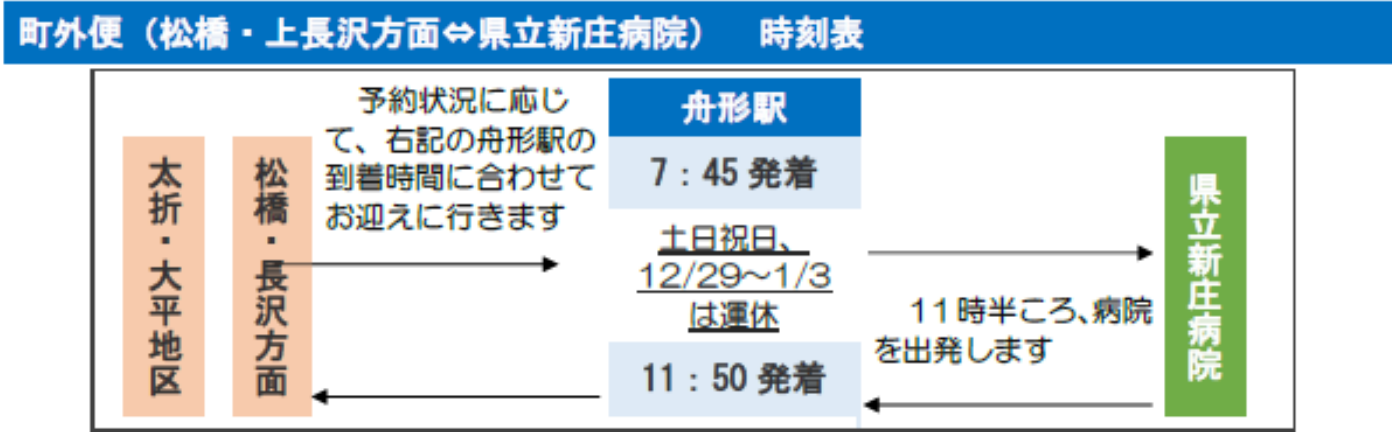 町外便（松橋・上長沢方面⇔県立新庄病院）　時刻表
太折・大平地区
松橋・長沢方面
予約状況に応じ
て、右記の舟形駅の
到着時間に合わせて
お迎えに行きます
舟形駅
7：45 発着
土日祝日、
12/29～1/3
は運休
11：50 発着
11時半ころ、病院
を出発します
県立新庄病院